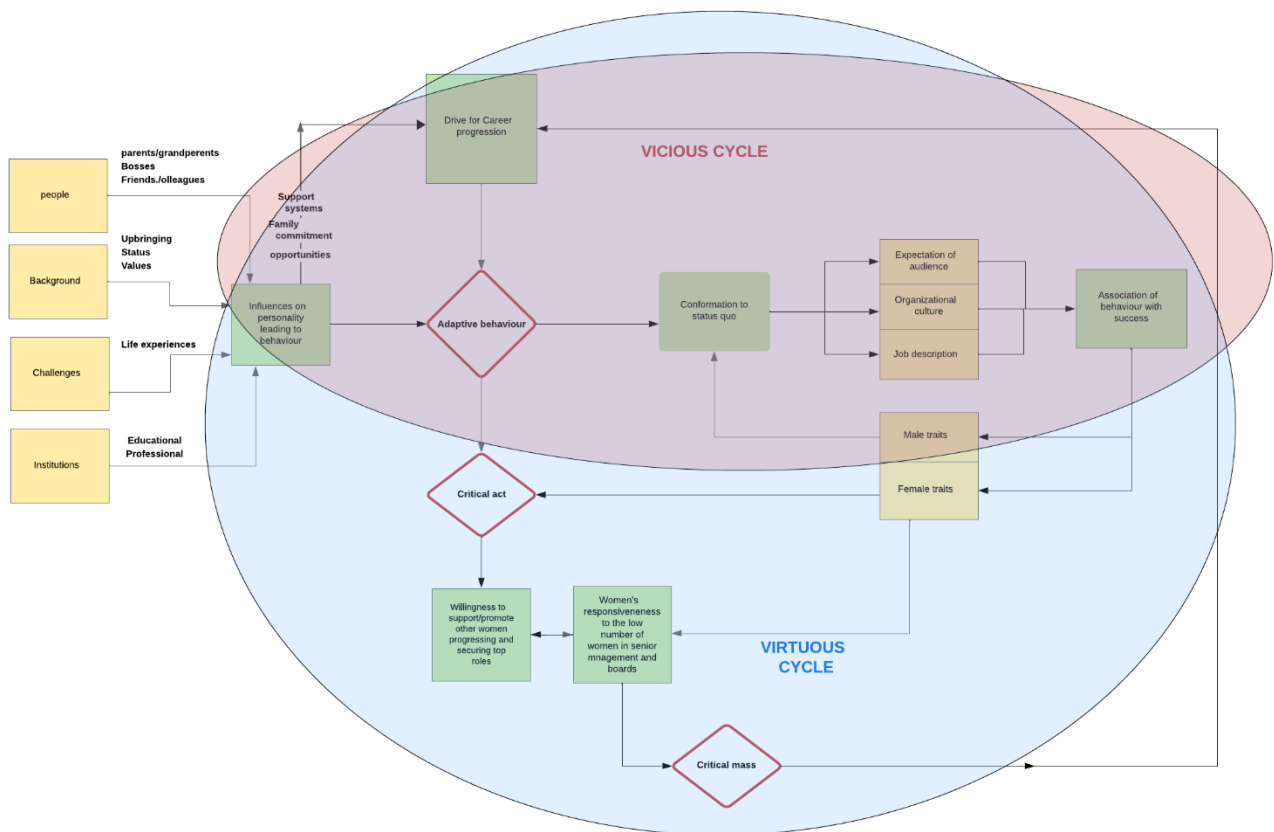 Drive for Career
progression
VICIOUS CYCLE
parents/grandperents
Bosses
Friends./olleagues
people
Support
systems
Family
commitment
opportunities
Upbringing
Status
Values
Background
Influences on
personality
leading to
behaviour
Adaptive behaviour
Conformation to
status quo
Expectation of
audience
Organizational
culture
Job description
Association of
behaviour with
success
Life experiences
Challenges
Educational
Professional
Institutions
Male traits
Female traits
Critical act
Willingness to
support/promote
other women
progressing and
securing top
roles
Women's
responsiveness
to the low
number of
women in senior
mnagement and
boards
VIRTUOUS
CYCLE
Critical mass